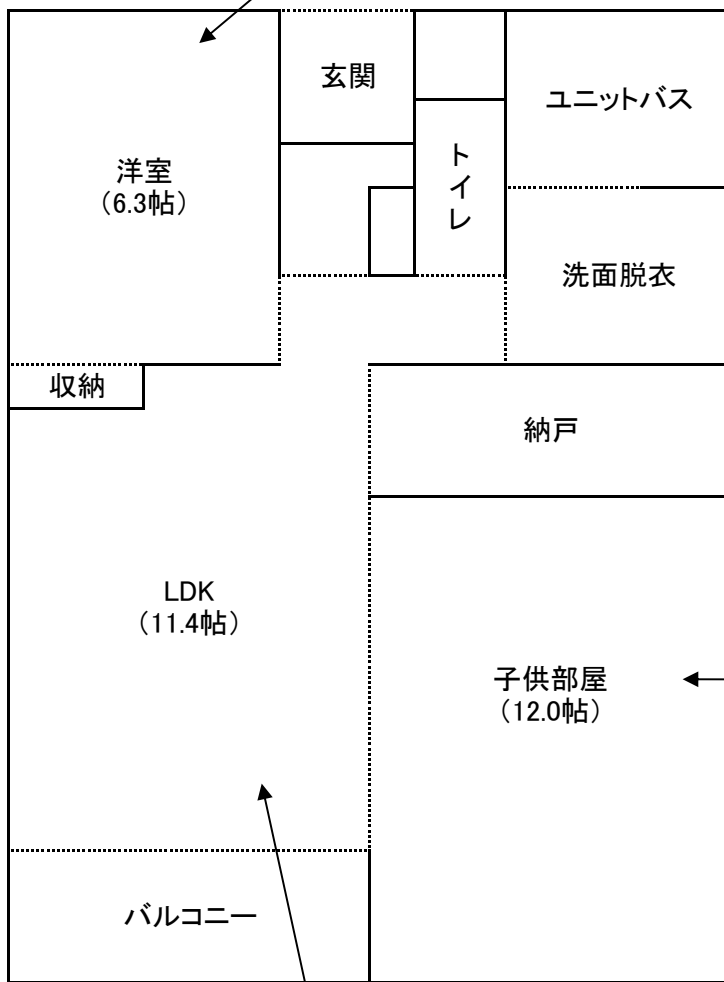 玄関
ユニットバス
トイレ
洋室
（6.3帖）
洗面脱衣
収納
納戸
LDK
（11.4帖）
子供部屋
（12.0帖）
バルコニー